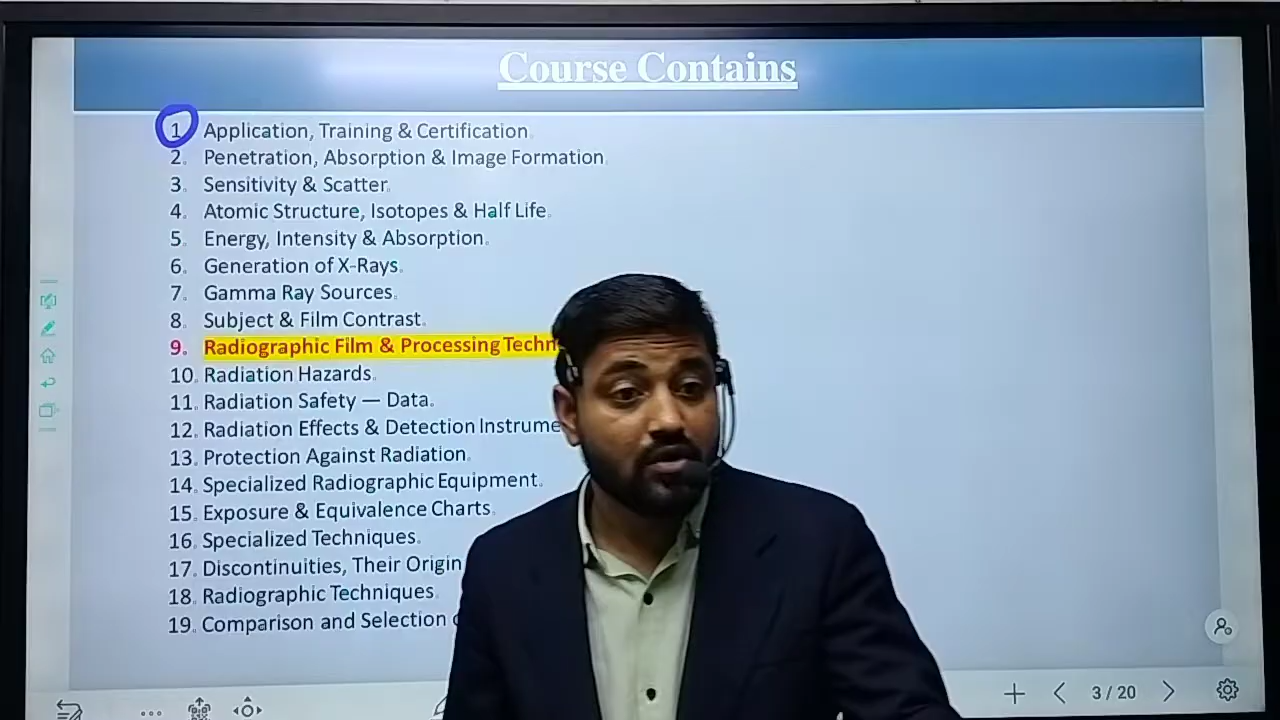 Course Contains
1. Application, Training & Certification.
2. Penetration, Absorption & Image Formation.
3. Sensitivity & Scatter.
4. Atomic Structure, Isotopes & Half Life.
5. Energy, Intensity & Absorption.
6. Generation of X-Rays.
7. Gamma Ray Sources.
8. Subject & Film Contrast.
9. Radiographic Film & Processing Techn
10. Radiation Hazards.
11. Radiation Safety — Data.
12. Radiation Effects & Detection Instrume
13. Protection Against Radiation.
14. Specialized Radiographic Equipment.
15. Exposure & Equivalence Charts.
16. Specialized Techniques.
17. Discontinuities, Their Origin
18. Radiographic Techniques.
19. Comparison and Selection
3 / 20